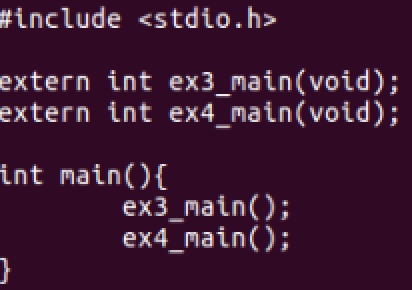 #include <stdio.h>
extern int ex3_main(void);
extern int ex4_main(void);
int main(){
ex3_main();
ex4_main();
}